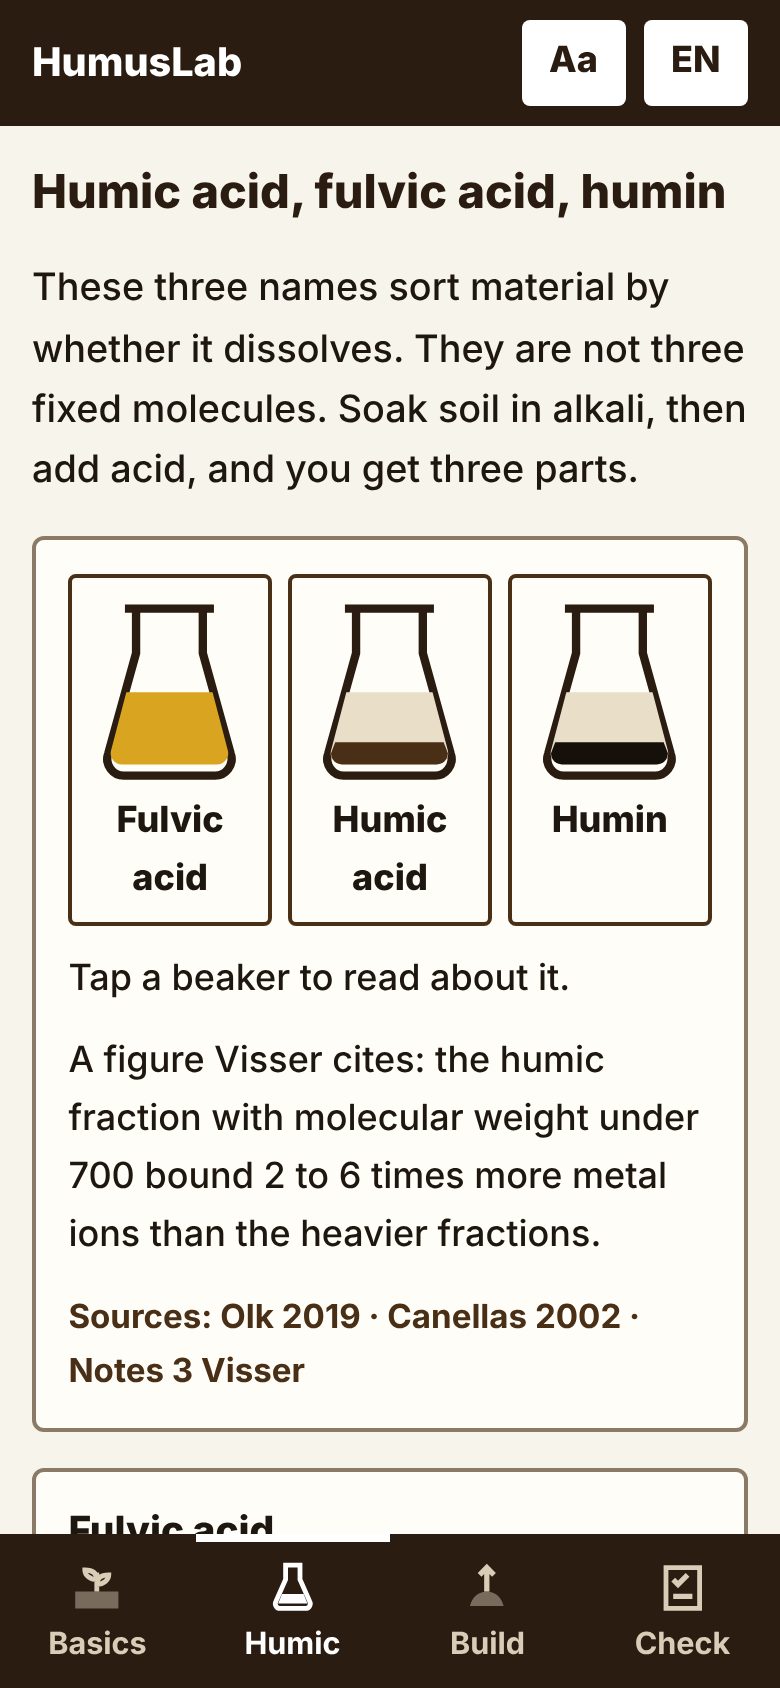 HumusLab
Aa
EN
Humic acid, fulvic acid, humin
These three names sort material by
whether it dissolves. They are not three
fixed molecules. Soak soil in alkali, then
add acid, and you get three parts.
Fulvic
acid
Humic
acid
Humin
Tap a beaker to read about it.
A figure Visser cites: the humic
fraction with molecular weight under
700 bound 2 to 6 times more metal
ions than the heavier fractions.
Sources: Olk 2019 · Canellas 2002 ·
Notes 3 Visser
Fulvic acid
Basics
Humic
Build
Check